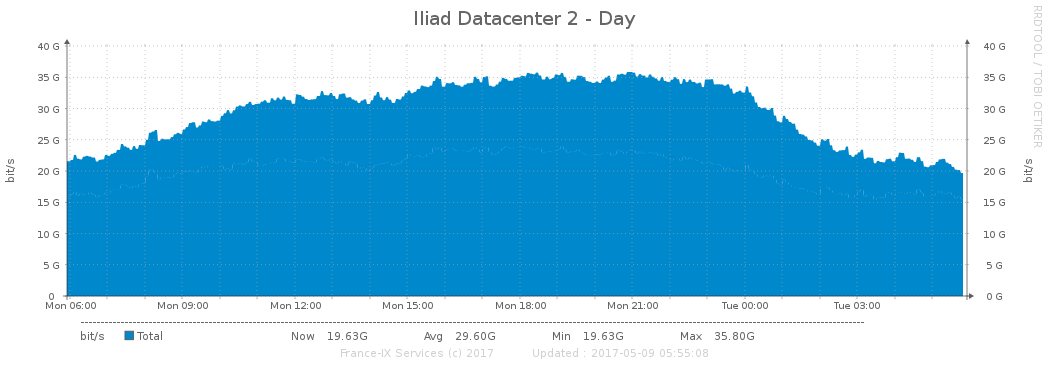 Iliad Datacenter 2 - Day
RRDTOOL / TOBI OETIKER
40 G 40 G
35 G 35 G
30 G 30 G
25 G 25 G
20 G 20 G
15 G 15 G
10 G 10 G
5 G 5 G
0 0 G
bit/s bit/s
Mon 06:00 Mon 09:00 Mon 12:00 Mon 15:00 Mon 18:00 Mon 21:00 Tue 00:00 Tue 03:00
bit/s Total Now 19.63G Avg 29.60G Min 19.63G Max 35.80G
France-IX Services (c) 2017 Updated : 2017-05-09 05:55:08